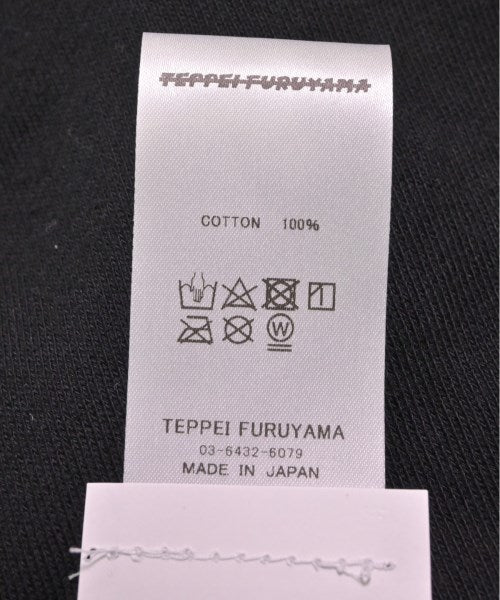 TEPPEI FURUYAMA
COTTON 100%
W
TEPPEI FURUYAMA
03-6432-6079
MADE IN JAPAN